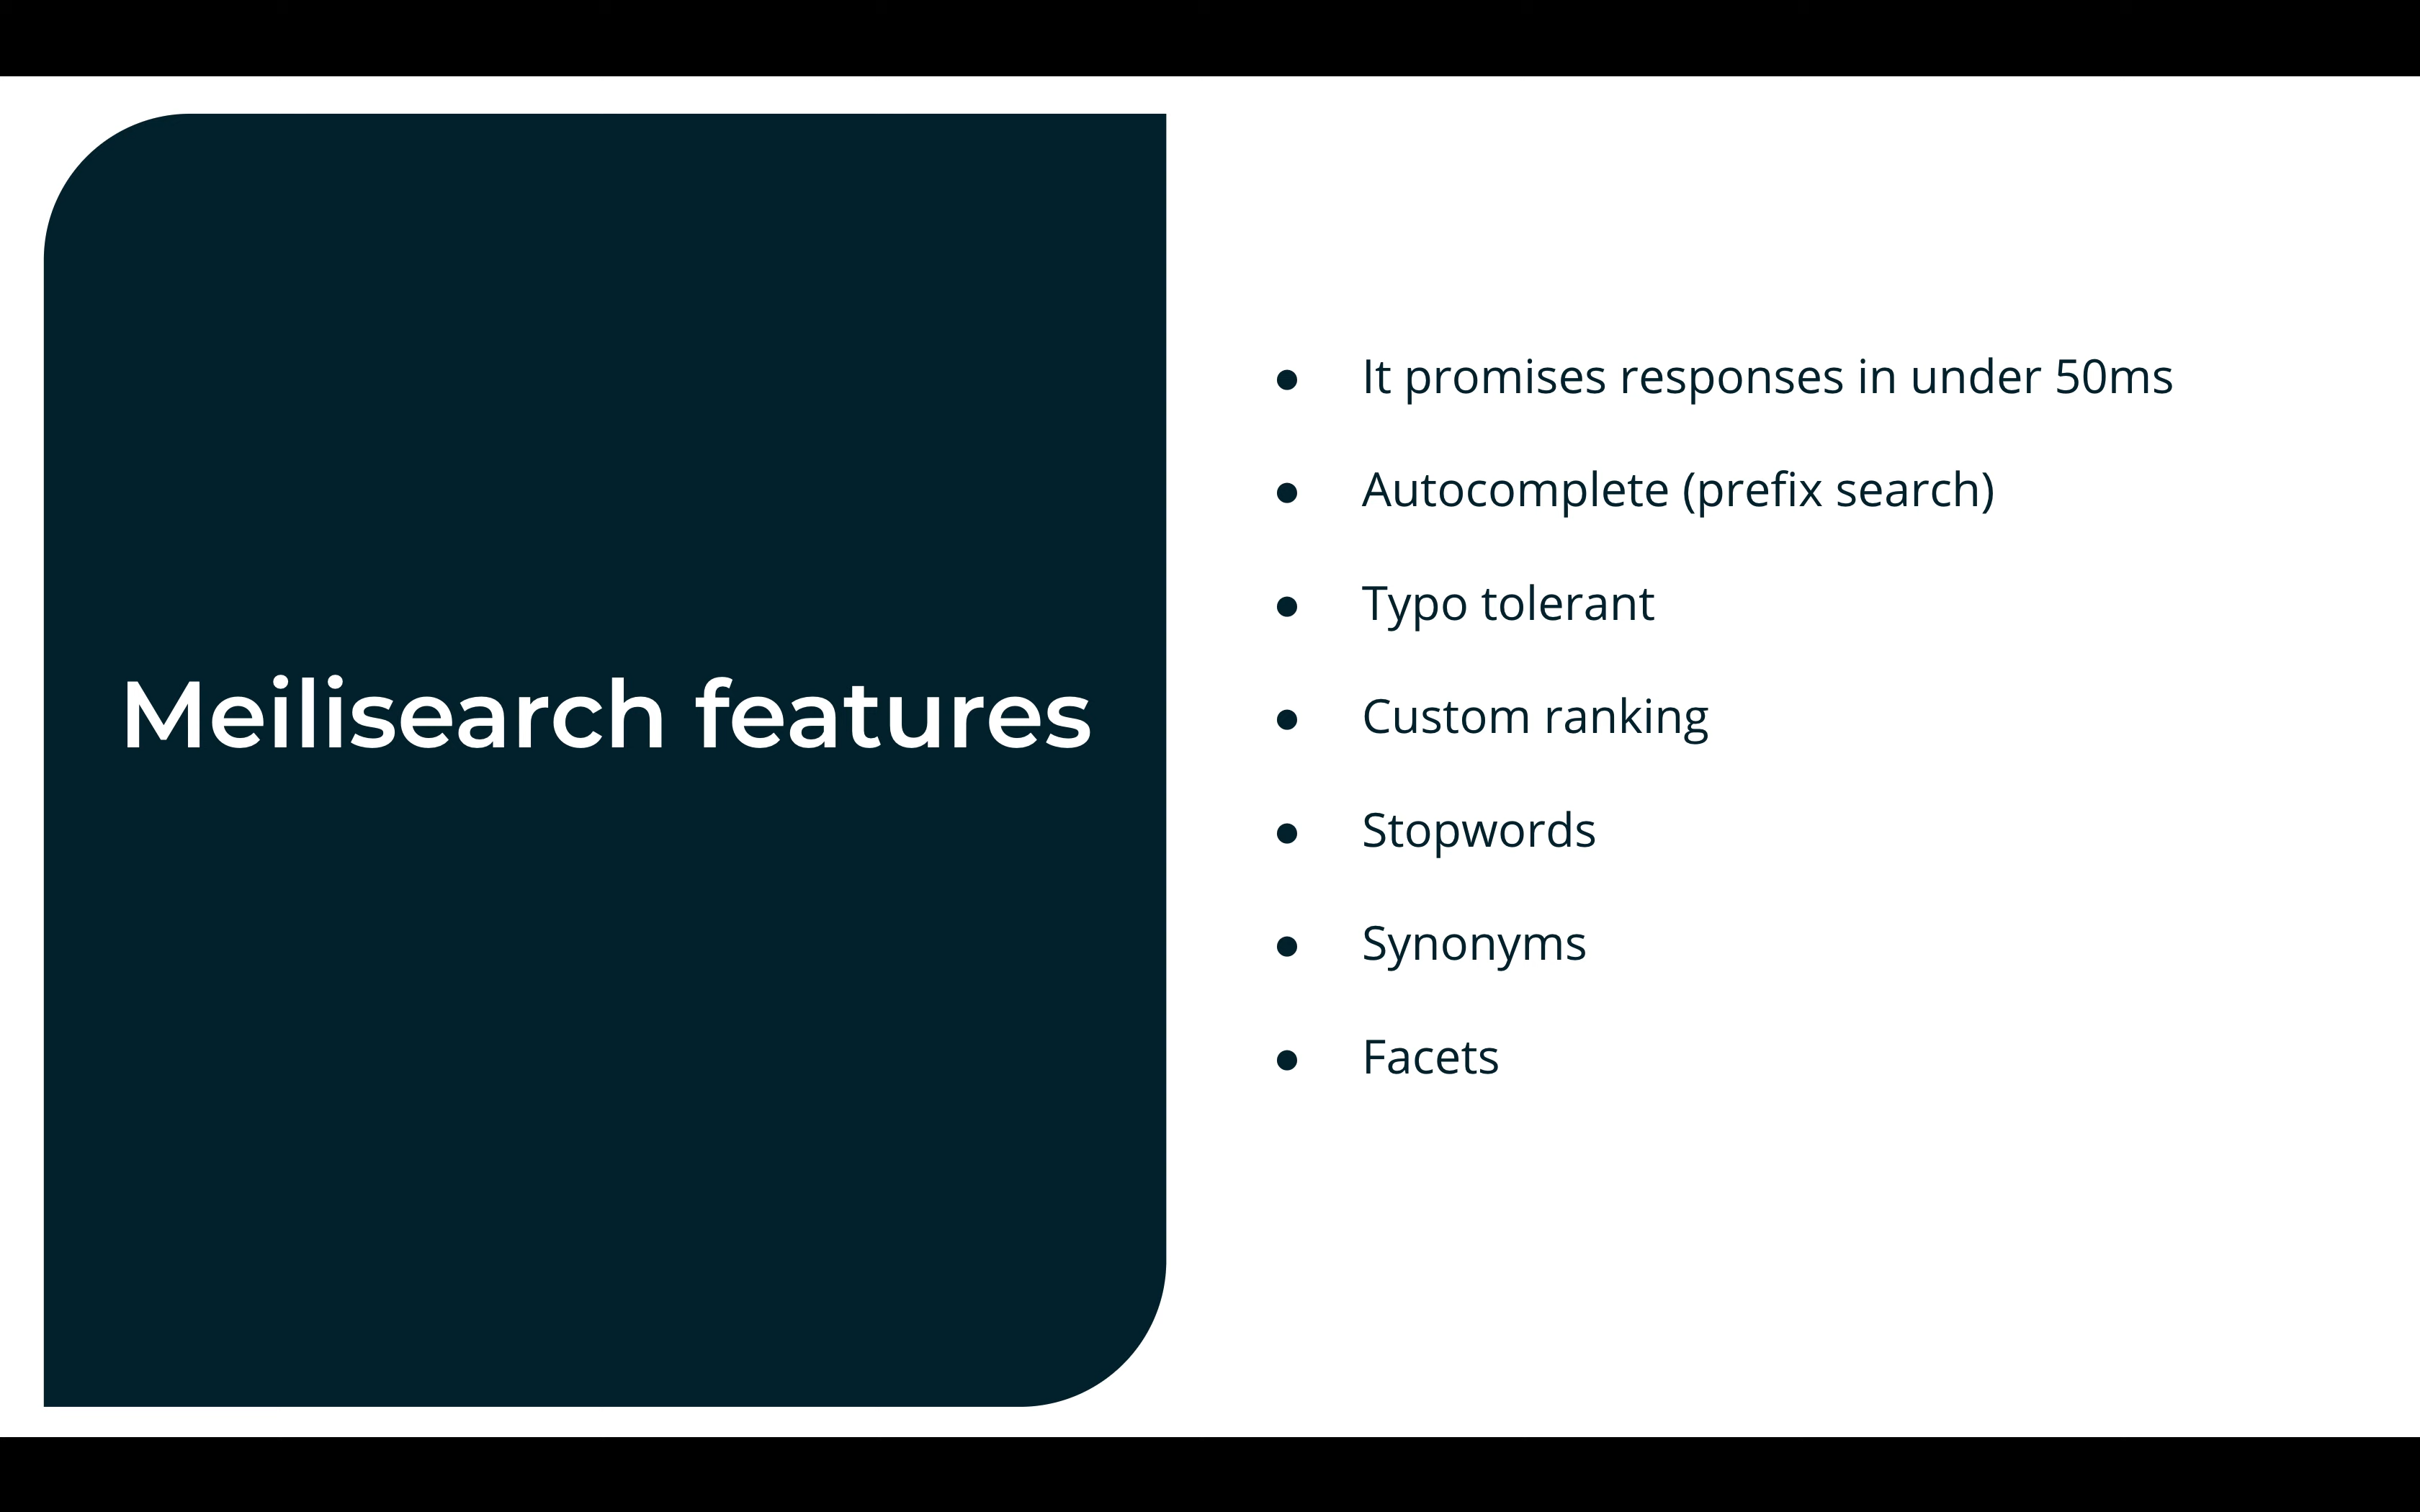 Meilisearch features
● It promises responses in under 50ms
● Autocomplete (prefix search)
● Typo tolerant
● Custom ranking
● Stopwords
● Synonyms
● Facets